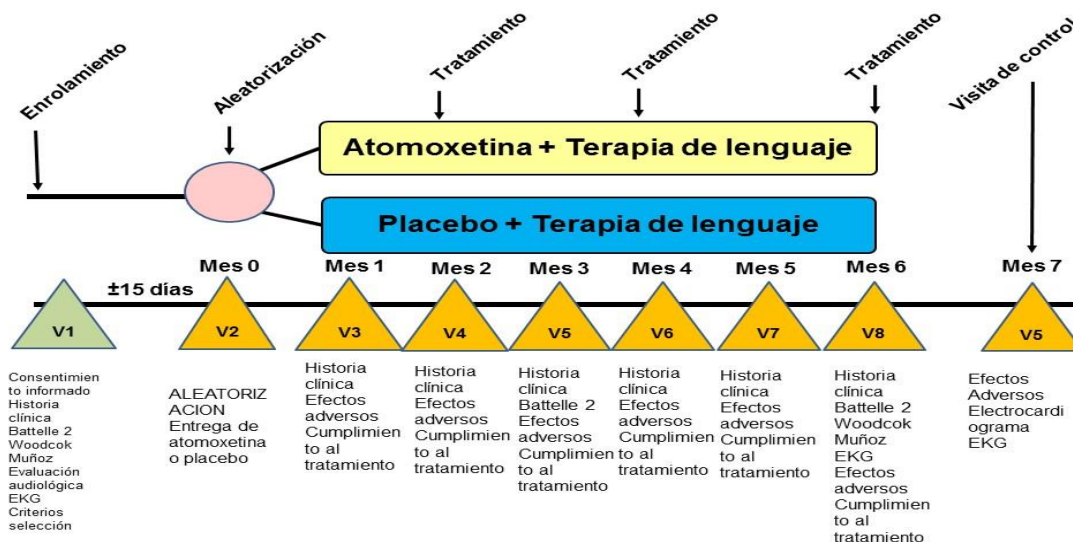 Enrolamiento
Aleatorización
Tratamiento
Tratamiento
Tratamiento
Visita de control
Atomoxetina + Terapia de lenguaje
Placebo + Terapia de lenguaje
±15 días
Mes 0
Mes 1
Mes 2
Mes 3
Mes 4
Mes 5
Mes 6
Mes 7
V1
V2
V3
V4
V5
V6
V7
V8
V5
Consentimien
to informado
Historia
clínica
Battelle 2
Woodcok
Muñoz
Evaluación
audiológica
EKG
Criterios
selección
ALEATORIZ
ACION
Entrega de
atomoxetina
o placebo
Historia
clínica
Efectos
adversos
Cumplimien
to al
tratamiento
Historia
clínica
Efectos
adversos
Cumplimien
to al
tratamiento
Historia
clínica
Battelle 2
Efectos
adversos
Cumplimien
to al
tratamiento
Historia
clínica
Efectos
adversos
Cumplimien
to al
tratamiento
Historia
clínica
Efectos
adversos
Cumplimien
to al
tratamiento
Historia
clínica
Battelle 2
Woodcok
Muñoz
EKG
Efectos
adversos
Cumplimien
to al
tratamiento
Efectos
Adversos
Electrocardi
ograma
EKG